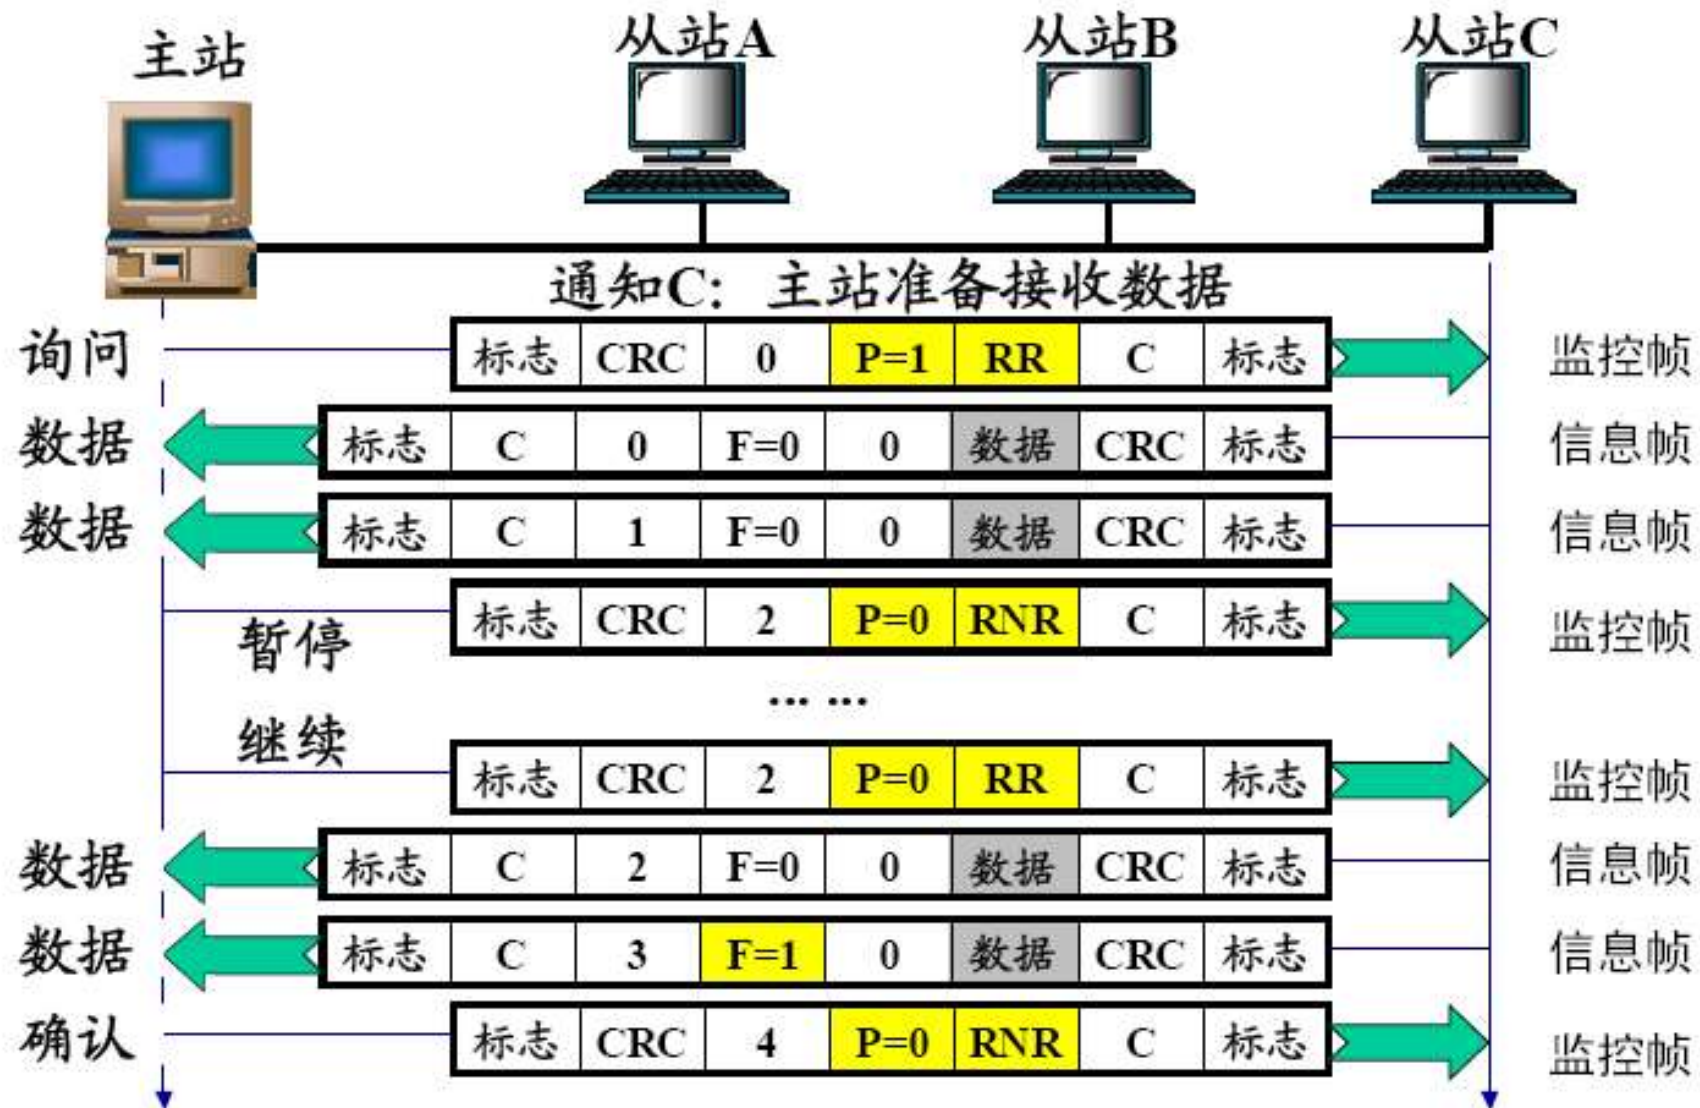 主站 从站A 从站B 从站C
通知C: 主站准备接收数据
询问 标志 CRC 0 P=1 RR C 标志 监控帧
数据 标志 C 0 F=0 0 数据 CRC 标志 信息帧
数据 标志 C 1 F=0 0 数据 CRC 标志 信息帧
暂停 标志 CRC 2 P=0 RNR C 标志 监控帧
... ...
继续 标志 CRC 2 P=0 RR C 标志 监控帧
数据 标志 C 2 F=0 0 数据 CRC 标志 信息帧
数据 标志 C 3 F=1 0 数据 CRC 标志 信息帧
确认 标志 CRC 4 P=0 RNR C 标志 监控帧